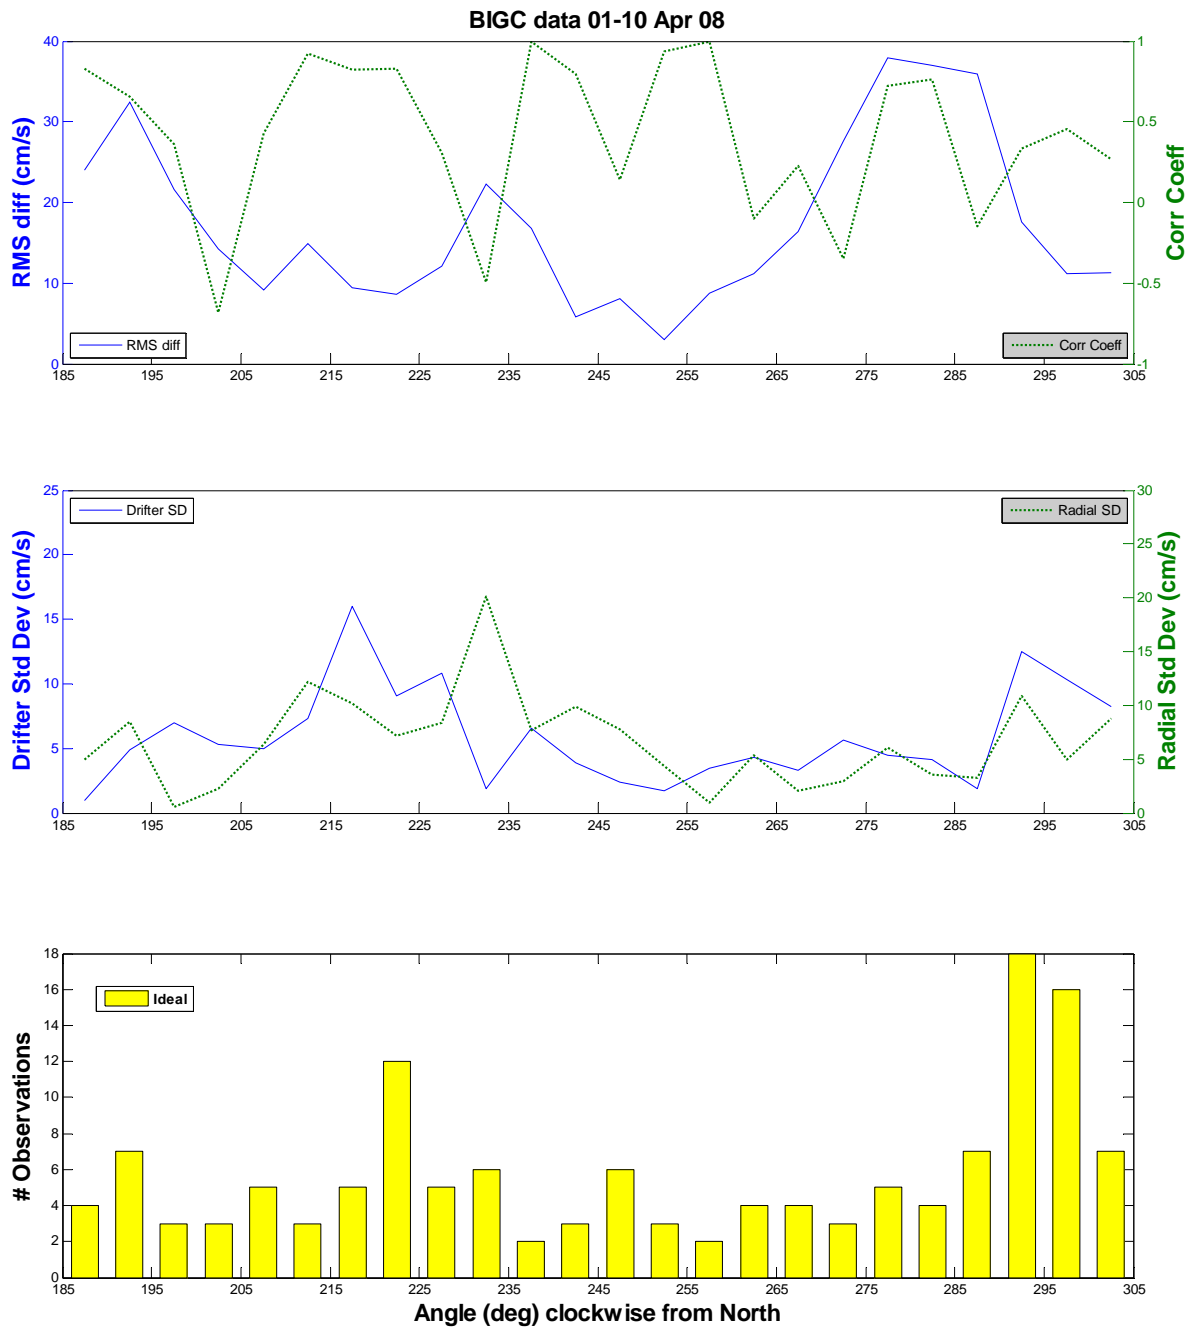 BIGC data 01-10 Apr 08
40
30
20
10
0
RMS diff (cm/s)
1
0.5
0
-0.5
-1
Corr Coeff
RMS diff
Corr Coeff
185 195 205 215 225 235 245 255 265 275 285 295 305
25
20
15
10
5
0
Drifter Std Dev (cm/s)
30
25
20
15
10
5
0
Radial Std Dev (cm/s)
Drifter SD
Radial SD
185 195 205 215 225 235 245 255 265 275 285 295 305
18
16
14
12
10
8
6
4
2
0
# Observations
Ideal
185 195 205 215 225 235 245 255 265 275 285 295 305
Angle (deg) clockwise from North